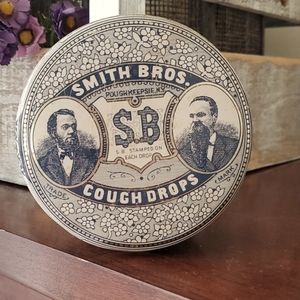 SMITH BROS.
POUGHKEEPSIE, N.Y.
S.B
S.B. STAMPED ON
EACH DROP
TRADE
MARK
COUGH DROPS